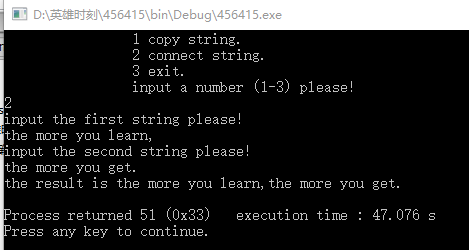 D:\英雄时刻\456415\bin\Debug\456415.exe
1 copy string.
2 connect string.
3 exit.
input a number (1-3) please!
2
input the first string please!
the more you learn,
input the second string please!
the more you get.
the result is the more you learn,the more you get.
Process returned 51 (0x33)   execution time : 47.076 s
Press any key to continue.